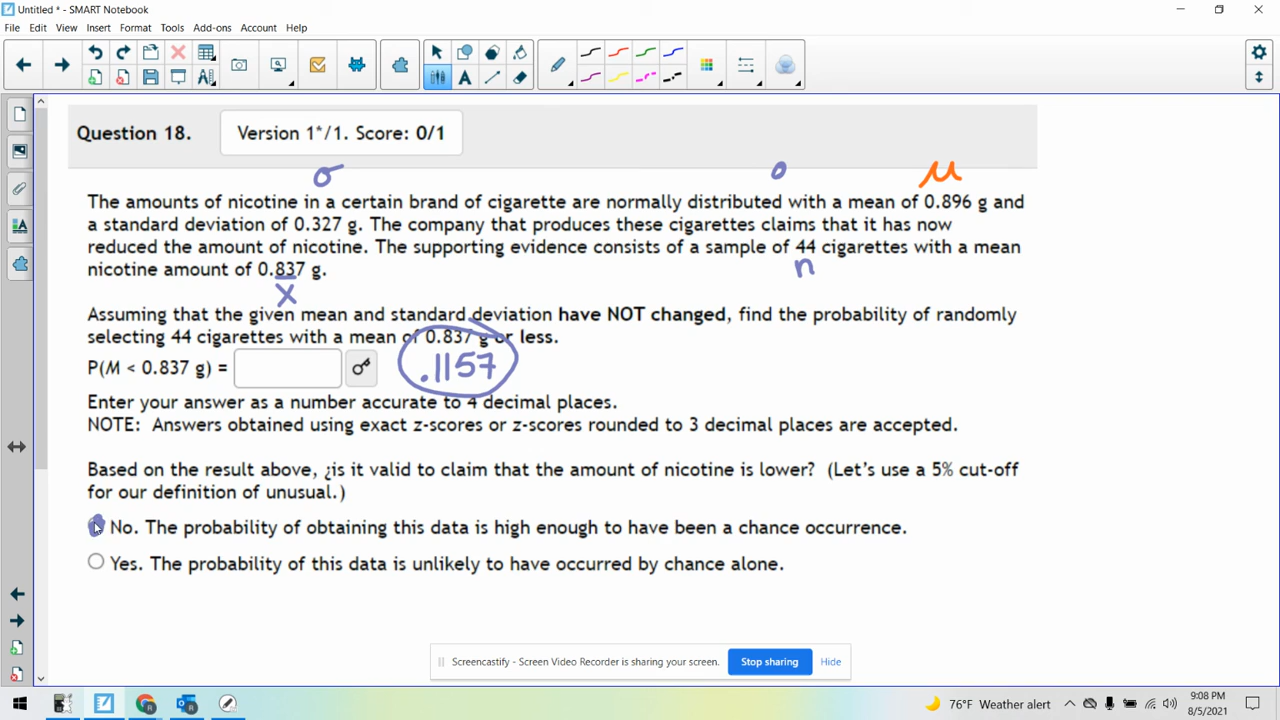 Untitled * - SMART Notebook
File Edit View Insert Format Tools Add-ons Account Help
Question 18. Version 1*/1. Score: 0/1
σ o μ
The amounts of nicotine in a certain brand of cigarette are normally distributed with a mean of 0.896 g and
a standard deviation of 0.327 g. The company that produces these cigarettes claims that it has now
reduced the amount of nicotine. The supporting evidence consists of a sample of 44 cigarettes with a mean
nicotine amount of 0.837 g.
n
x̄
Assuming that the given mean and standard deviation have NOT changed, find the probability of randomly
selecting 44 cigarettes with a mean of 0.837 g or less.
P(M < 0.837 g) = .1157
Enter your answer as a number accurate to 4 decimal places.
NOTE: Answers obtained using exact z-scores or z-scores rounded to 3 decimal places are accepted.
Based on the result above, ¿is it valid to claim that the amount of nicotine is lower? (Let's use a 5% cut-off
for our definition of unusual.)
No. The probability of obtaining this data is high enough to have been a chance occurrence.
Yes. The probability of this data is unlikely to have occurred by chance alone.
Screencastify - Screen Video Recorder is sharing your screen. Stop sharing Hide
76°F Weather alert
9:08 PM
8/5/2021